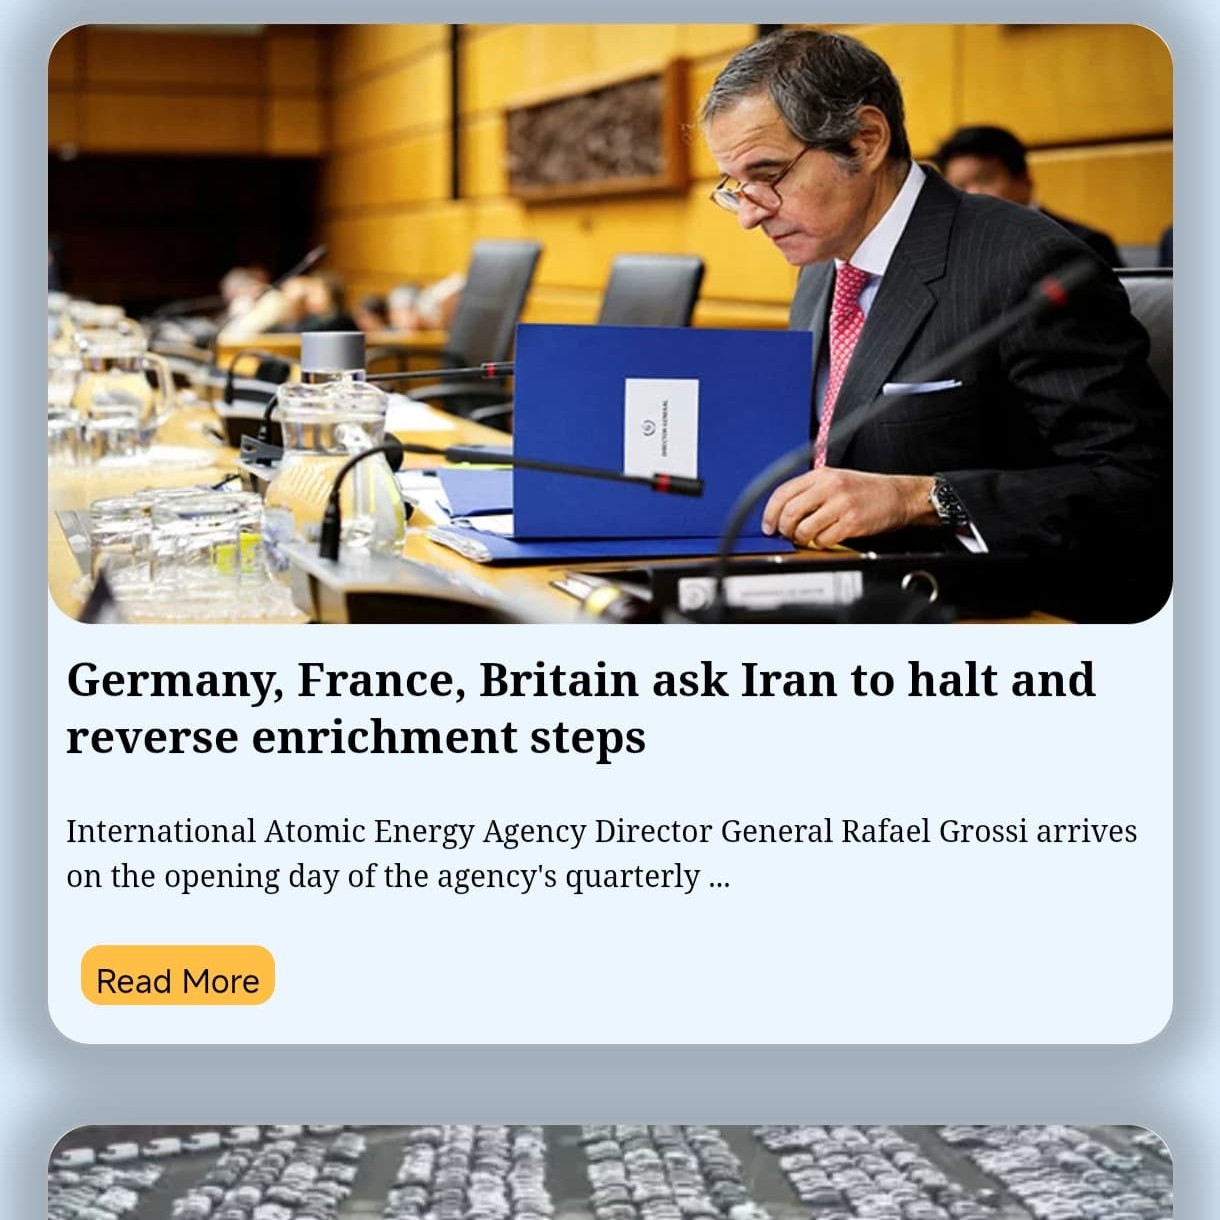 DIRECTOR GENERAL
Germany, France, Britain ask Iran to halt and
reverse enrichment steps
International Atomic Energy Agency Director General Rafael Grossi arrives
on the opening day of the agency's quarterly ...
Read More